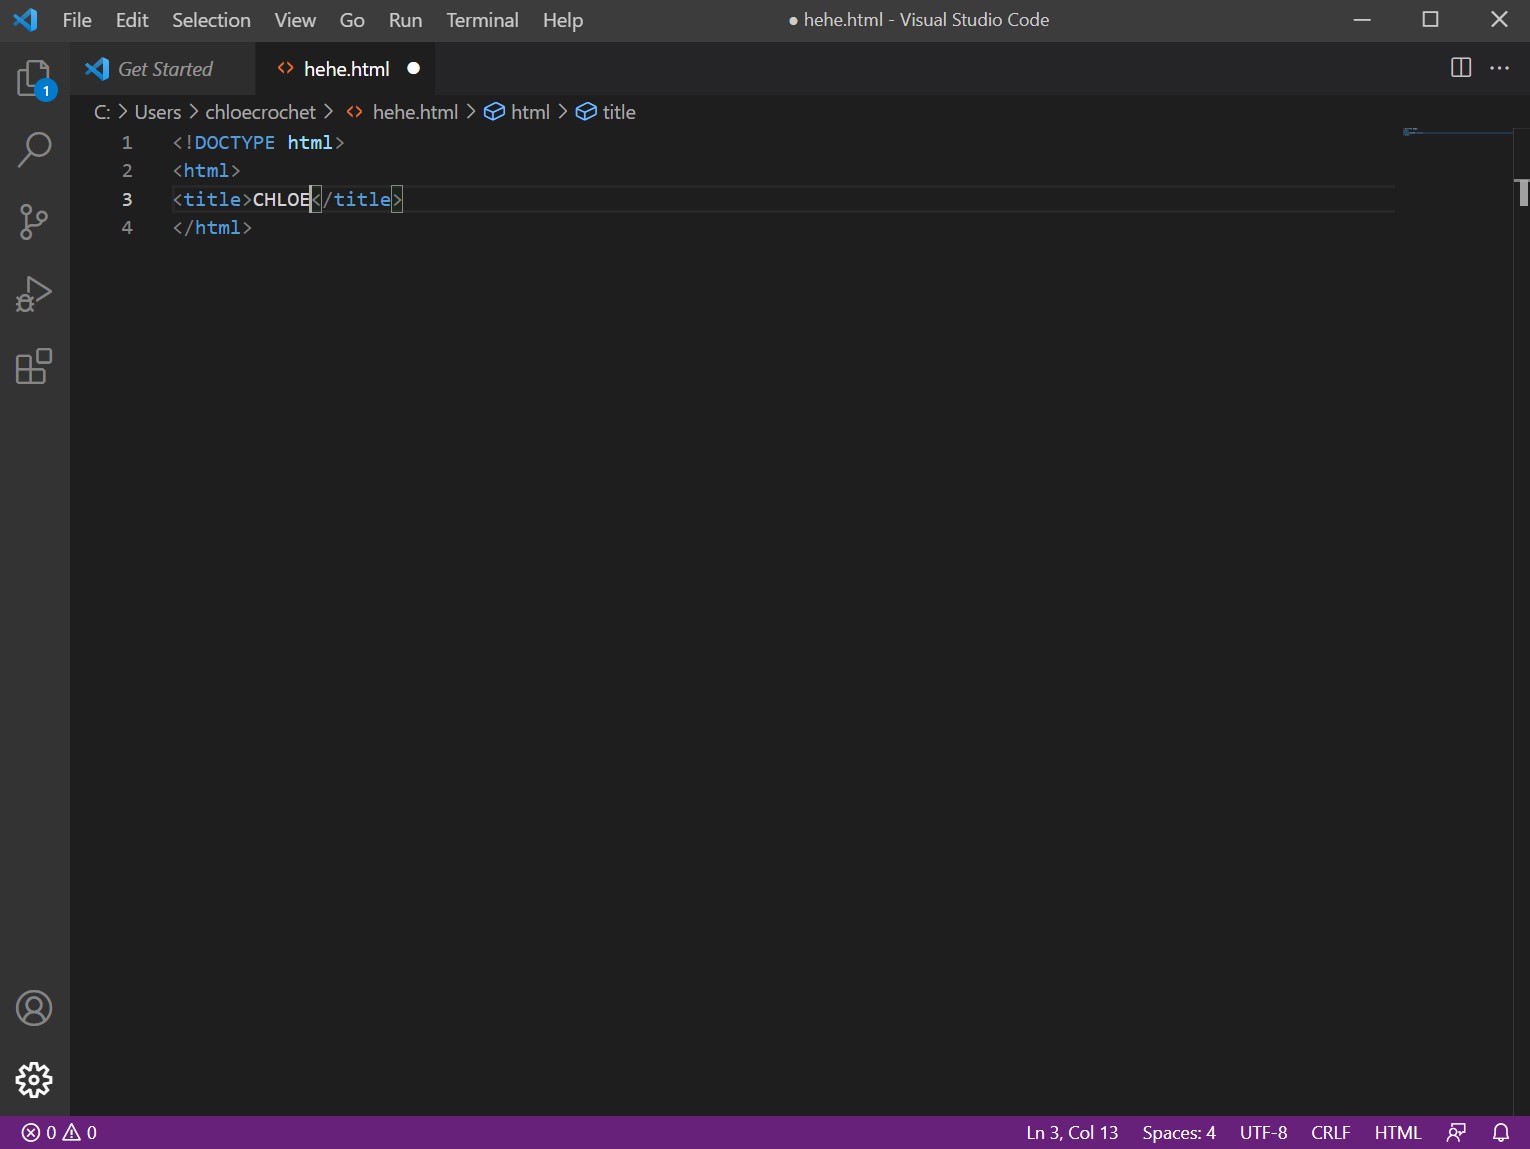 File Edit Selection View Go Run Terminal Help ● hehe.html - Visual Studio Code
Get Started <> hehe.html ●
C: > Users > chloecrochet > <> hehe.html > html > title
1 <!DOCTYPE html>
2 <html>
3 <title>CHLOE</title>
4 </html>
1
0 0 Ln 3, Col 13 Spaces: 4 UTF-8 CRLF HTML